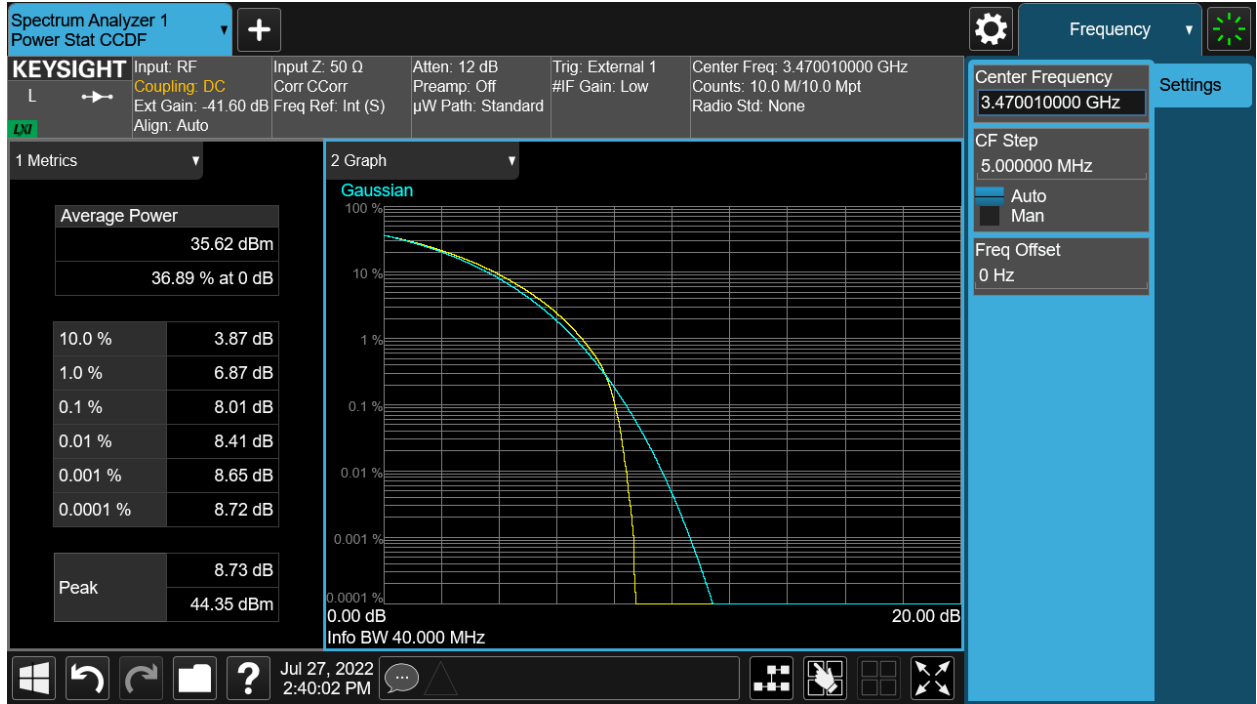 Spectrum Analyzer 1
Power Stat CCDF
+
Frequency
KEYSIGHT
L
LXI
Input: RF
Coupling: DC
Ext Gain: -41.60 dB
Align: Auto
Input Z: 50 Ω
Corr CCorr
Freq Ref: Int (S)
Atten: 12 dB
Preamp: Off
µW Path: Standard
Trig: External 1
#IF Gain: Low
Center Freq: 3.470010000 GHz
Counts: 10.0 M/10.0 Mpt
Radio Std: None
Center Frequency
3.470010000 GHz
Settings
CF Step
5.000000 MHz
Auto
Man
Freq Offset
0 Hz
1 Metrics
Average Power
35.62 dBm
36.89 % at 0 dB
10.0 % 3.87 dB
1.0 % 6.87 dB
0.1 % 8.01 dB
0.01 % 8.41 dB
0.001 % 8.65 dB
0.0001 % 8.72 dB
Peak
8.73 dB
44.35 dBm
2 Graph
Gaussian
100 %
10 %
1 %
0.1 %
0.01 %
0.001 %
0.0001 %
0.00 dB 20.00 dB
Info BW 40.000 MHz
?
Jul 27, 2022
2:40:02 PM